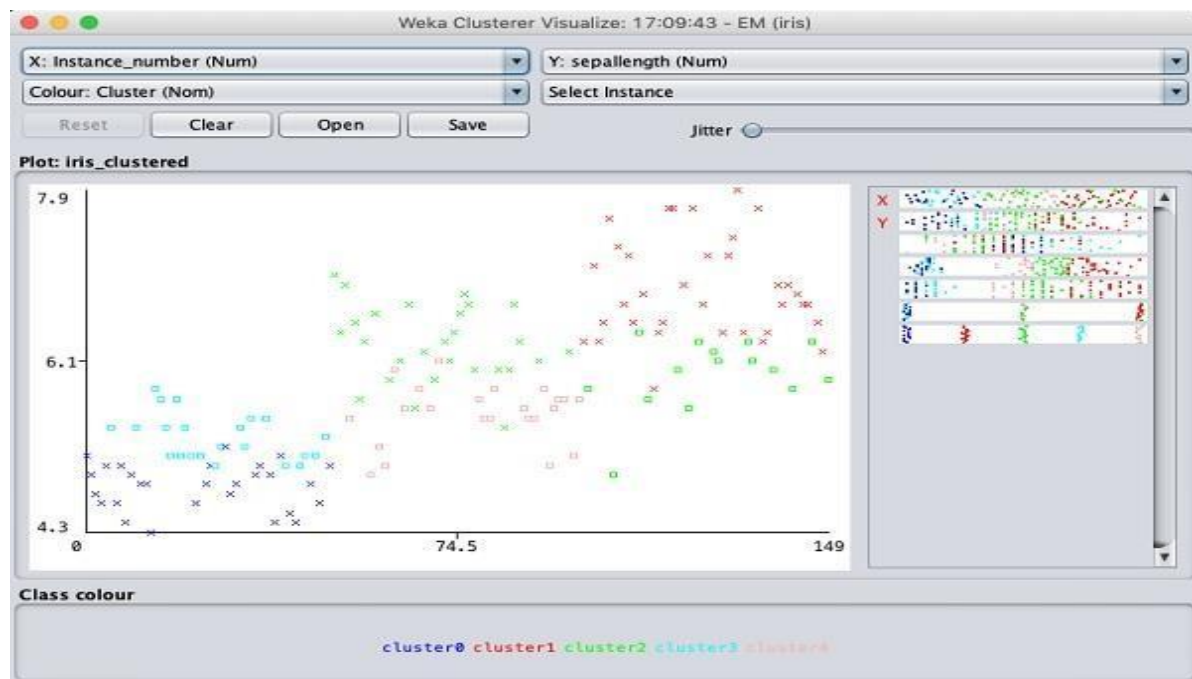 Weka Clusterer Visualize: 17:09:43 - EM (iris)
X: Instance_number (Num) Y: sepallength (Num)
Colour: Cluster (Nom) Select Instance
Reset Clear Open Save Jitter
Plot: iris_clustered
7.9
6.1
4.3
0 74.5 149
X
Y
Class colour
cluster0 cluster1 cluster2 cluster3 cluster4